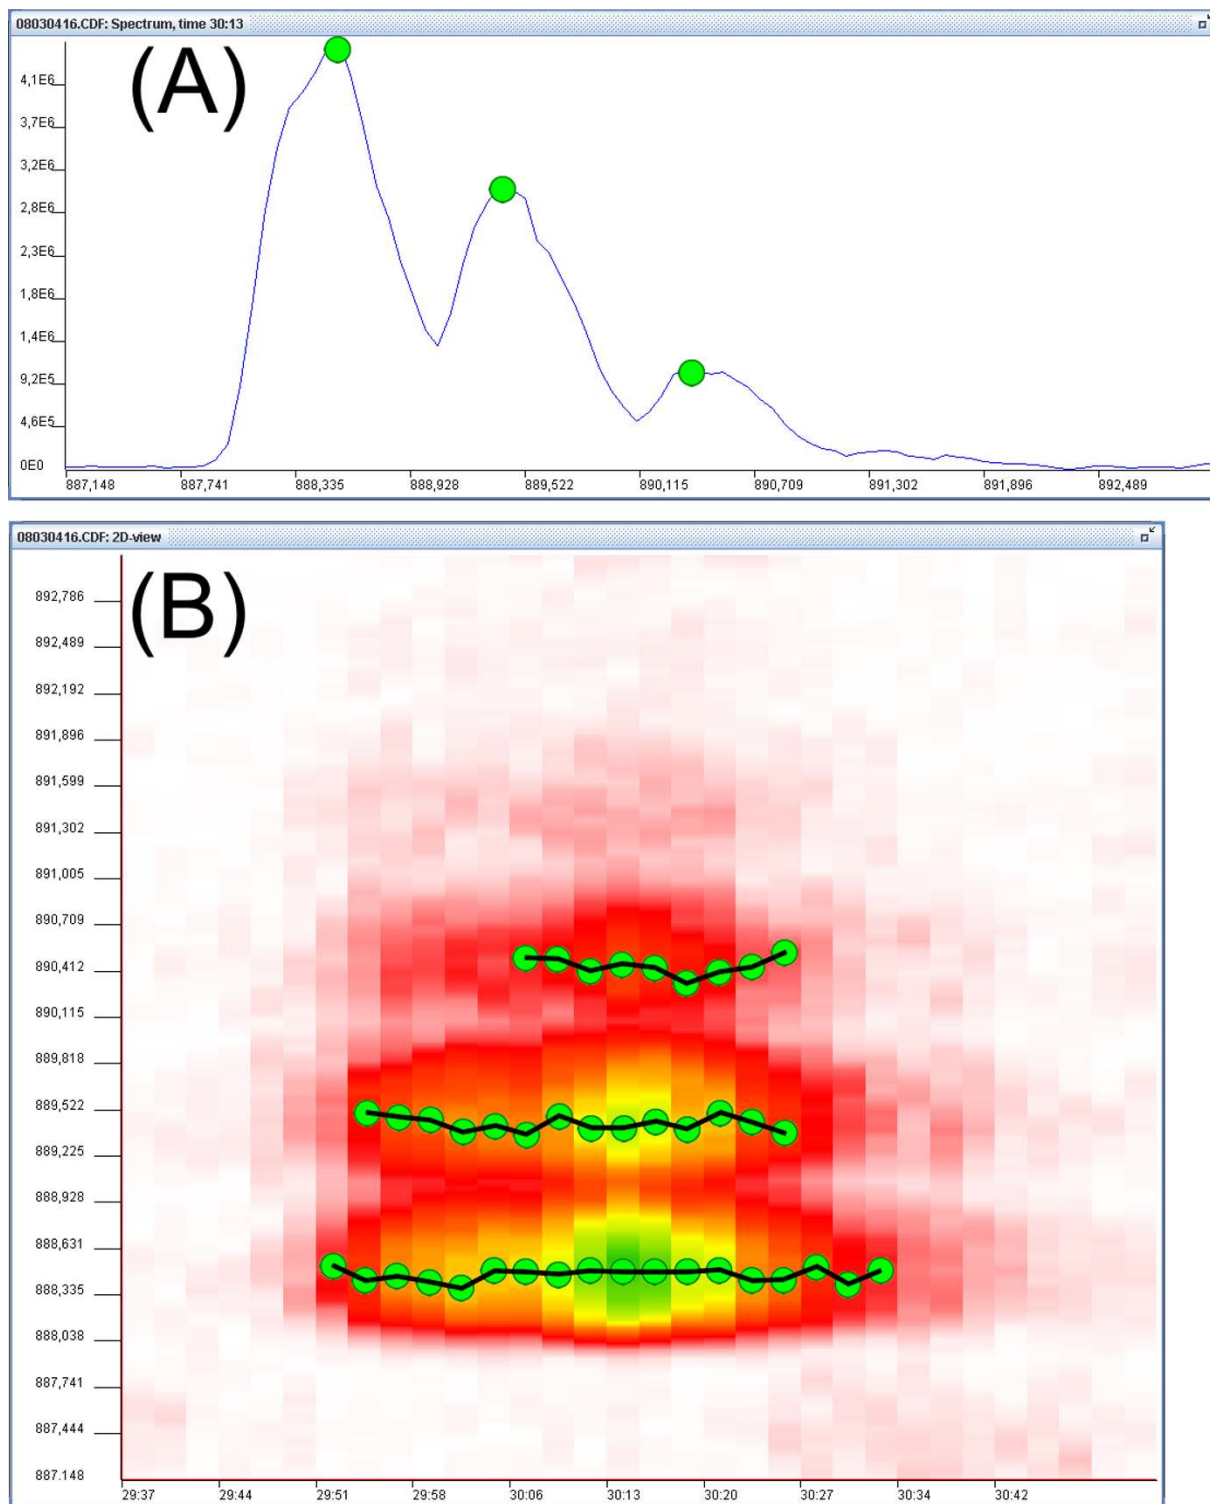 08030416.CDF: Spectrum, time 30:13
(A)
4,1E6
3,7E6
3,2E6
2,8E6
2,3E6
1,8E6
1,4E6
9,2E5
4,6E5
0E0
887,148 887,741 888,335 888,928 889,522 890,115 890,709 891,302 891,896 892,489
08030416.CDF: 2D-view
(B)
892,786
892,489
892,192
891,896
891,599
891,302
891,005
890,709
890,412
890,115
889,818
889,522
889,225
888,928
888,631
888,335
888,038
887,741
887,444
887.148
29:37 29:44 29:51 29:58 30:06 30:13 30:20 30:27 30:34 30:42